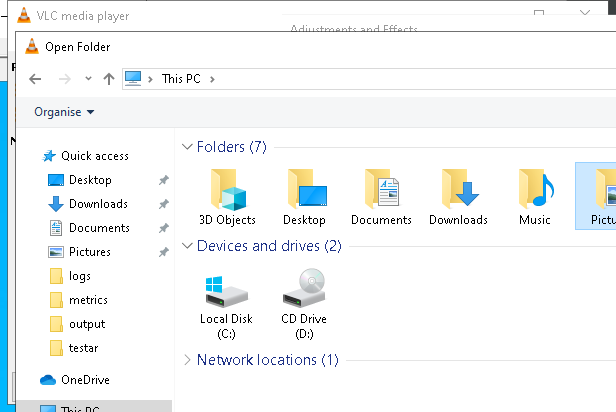 VLC media player
Adjustments and Effects
Open Folder
This PC
Organise
Quick access
Desktop
Downloads
Documents
Pictures
logs
metrics
output
testar
OneDrive
This PC
Folders (7)
3D Objects
Desktop
Documents
Downloads
Music
Devices and drives (2)
Local Disk
(C:)
CD Drive
(D:)
Network locations (1)